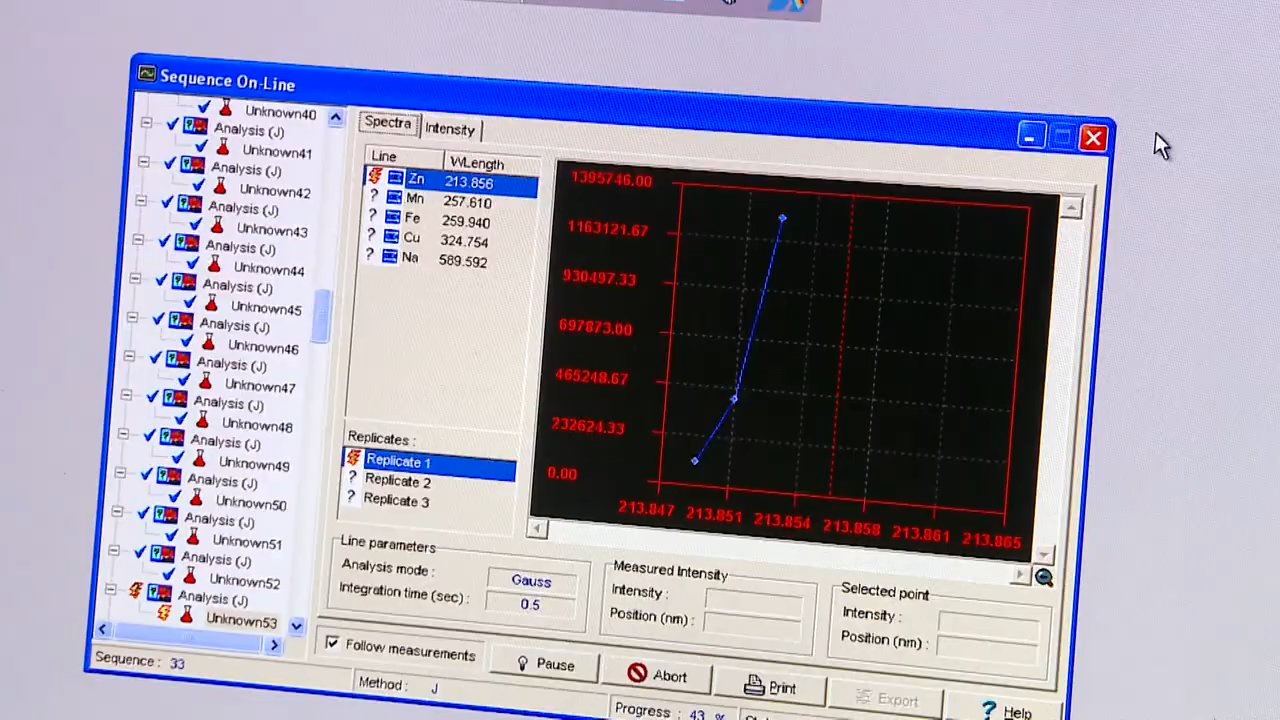 Sequence On-Line
Unknown40
Analysis (J)
Unknown41
Analysis (J)
Unknown42
Analysis (J)
Unknown43
Analysis (J)
Unknown44
Analysis (J)
Unknown45
Analysis (J)
Unknown46
Analysis (J)
Unknown47
Analysis (J)
Unknown48
Analysis (J)
Unknown49
Analysis (J)
Unknown50
Analysis (J)
Unknown51
Analysis (J)
Unknown52
Analysis (J)
Unknown53
Spectra Intensity
Line WLength
Zn 213.856
? Mn 257.610
? Fe 259.940
? Cu 324.754
? Na 589.592
Replicates :
Replicate 1
? Replicate 2
? Replicate 3
1395746.00
1163121.67
930497.33
697873.00
465248.67
232624.33
0.00
213.847 213.851 213.854 213.858 213.861 213.865
Line parameters
Analysis mode : Gauss
Integration time (sec) : 0.5
Measured Intensity
Intensity :
Position (nm) :
Selected point
Intensity :
Position (nm) :
Follow measurements
Pause
Abort
Print
Export
? Help
Sequence : 33
Method : J
Progress : 43 %